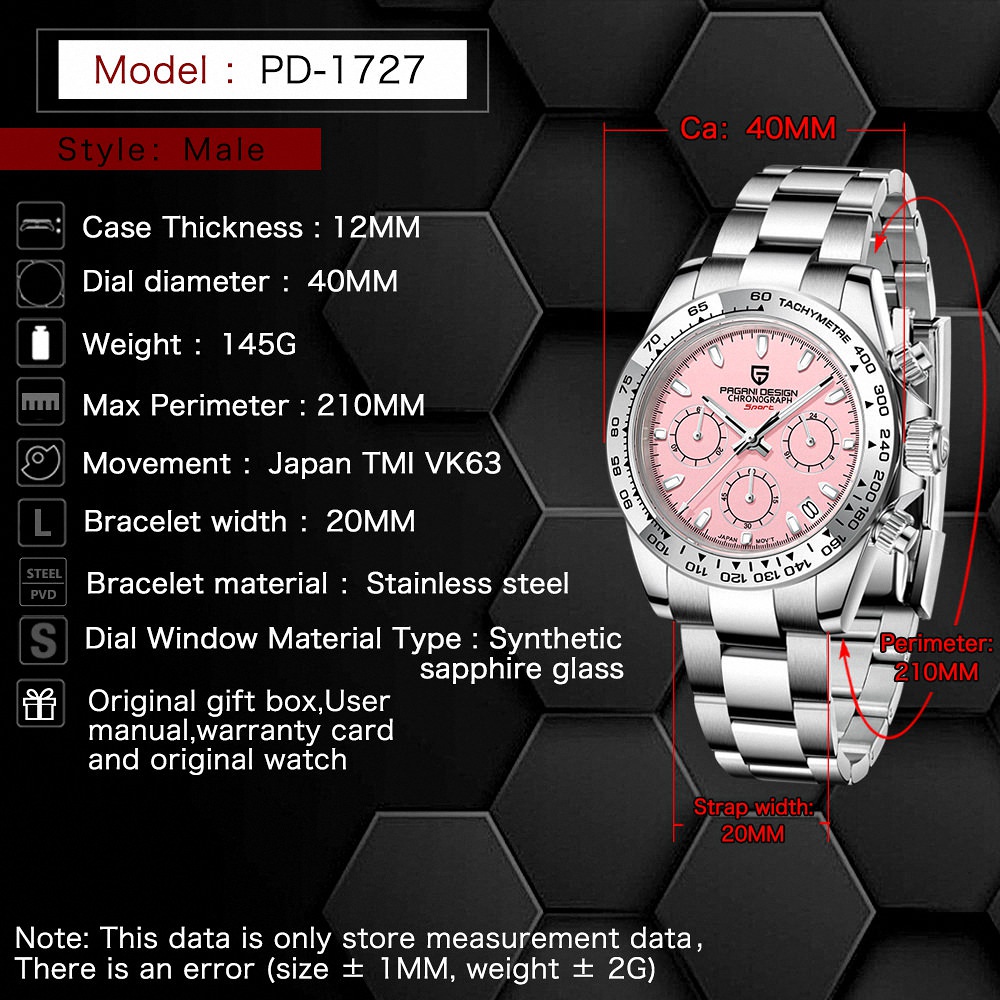 Model : PD-1727
Style: Male
Case Thickness : 12MM
Dial diameter : 40MM
Weight : 145G
Max Perimeter : 210MM
Movement : Japan TMI VK63
L
Bracelet width : 20MM
STEEL
PVD
Bracelet material : Stainless steel
S
Dial Window Material Type : Synthetic
sapphire glass
Original gift box,User
manual,warranty card
and original watch
Ca: 40MM
60 TACHYMETRE 400 300 240 200 180 160 140 130 120 110 100 90 85 80 75 70 65
PAGANI DESIGN
CHRONOGRAPH
Sport
24
30
15
JAPAN MOV'T
Perimeter:
210MM
Strap width:
20MM
Note: This data is only store measurement data,
There is an error (size ± 1MM, weight ± 2G)